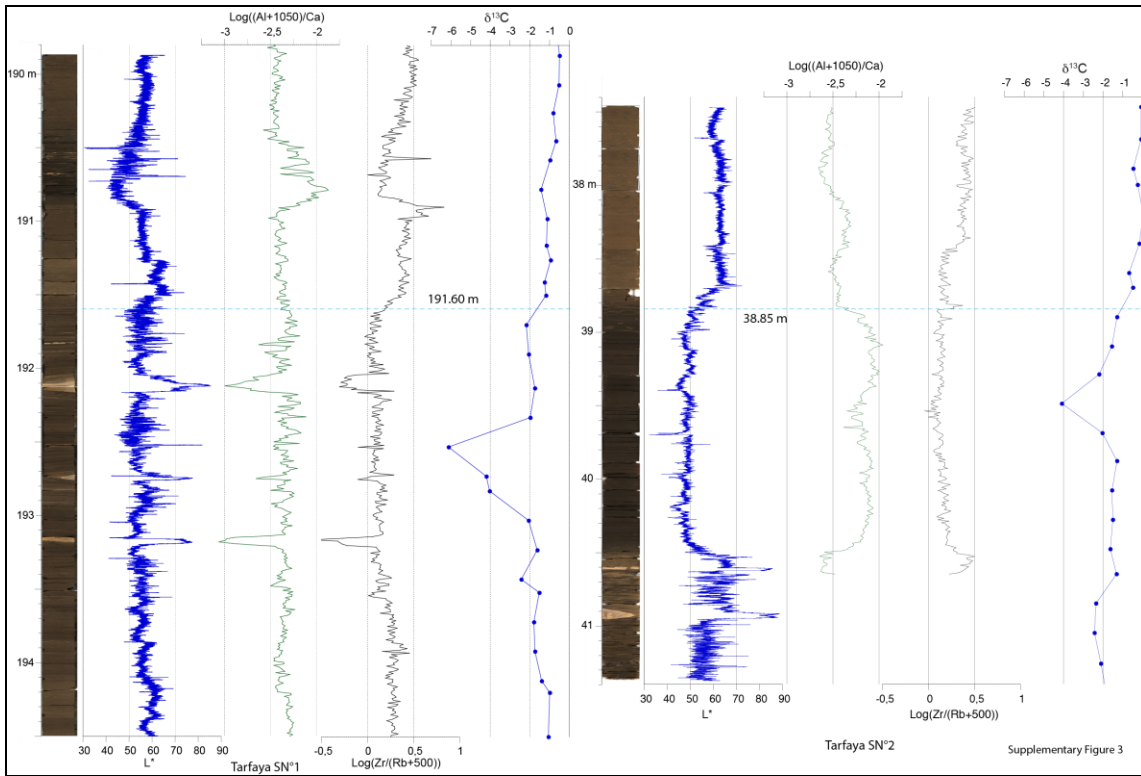 Log((Al+1050)/Ca)
-3 -2,5 -2
δ¹³C
-7 -6 -5 -4 -3 -2 -1 0
190 m
191
192
193
194
191.60 m
30 40 50 60 70 80 90
L*
-0,5 0 0,5 1
Log(Zr/(Rb+500))
Tarfaya SN°1
Log((Al+1050)/Ca)
-3 -2.5 -2
δ¹³C
-7 -6 -5 -4 -3 -2 -1
38 m
39
40
41
38.85 m
30 40 50 60 70 80 90
L*
-0,5 0 0,5 1
Log(Zr/(Rb+500))
Tarfaya SN°2
Supplementary Figure 3